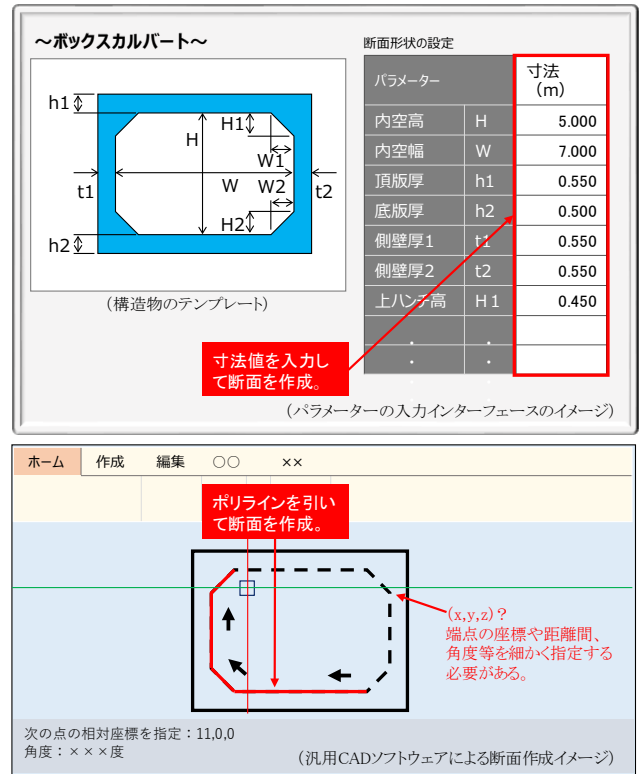 ～ボックスカルバート～
断面形状の設定
h1
H1
H
W1
t1
W
W2
t2
H2
h2
(構造物のテンプレート)
パラメーター
寸法
（m）
内空高 H 5.000
内空幅 W 7.000
頂版厚 h1 0.550
底版厚 h2 0.500
側壁厚1 t1 0.550
側壁厚2 t2 0.550
上ハンチ高 H１ 0.450
． ．
． ．
寸法値を入力し
て断面を作成。
(パラメーターの入力インターフェースのイメージ)
ホーム 作成 編集 ○○ ××
ポリラインを引い
て断面を作成。
(x,y,z)？
端点の座標や距離間、
角度等を細かく指定する
必要がある。
次の点の相対座標を指定：11,0,0
角度：×××度
(汎用CADソフトウェアによる断面作成イメージ)